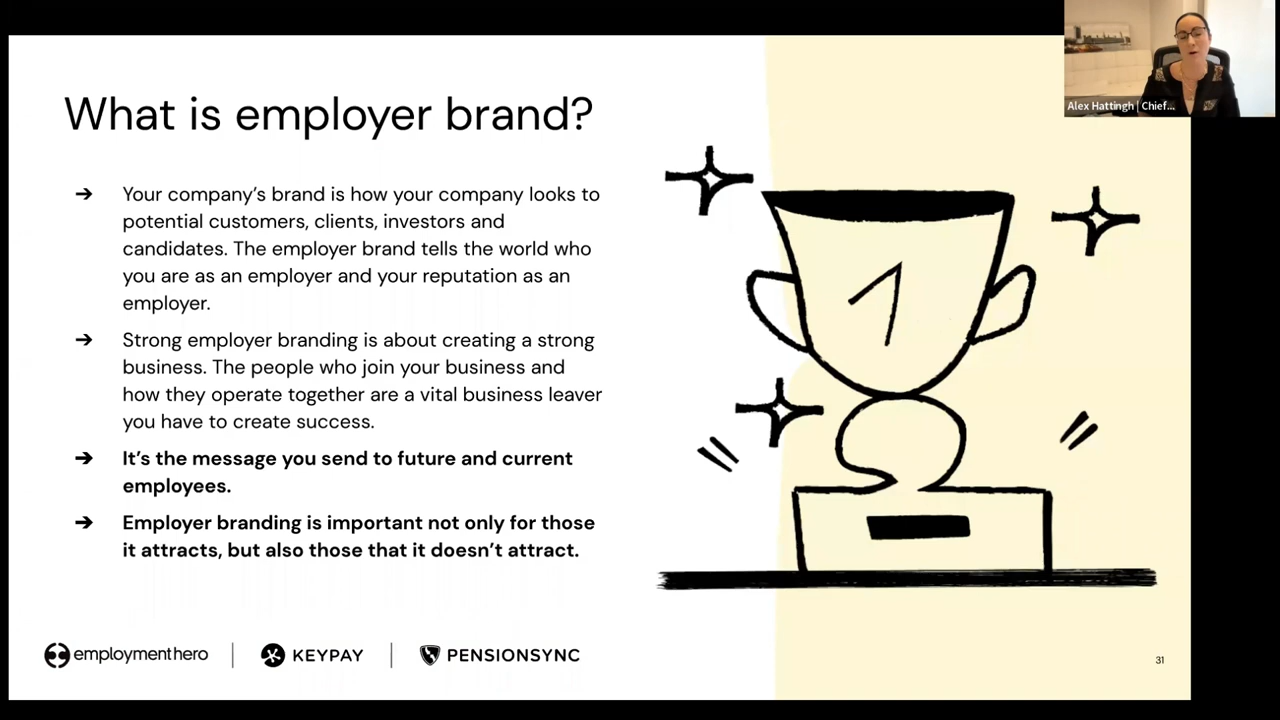 Alex Hattingh | Chief...
What is employer brand?
➔ Your company's brand is how your company looks to
potential customers, clients, investors and
candidates. The employer brand tells the world who
you are as an employer and your reputation as an
employer.
➔ Strong employer branding is about creating a strong
business. The people who join your business and
how they operate together are a vital business leaver
you have to create success.
➔ It's the message you send to future and current
employees.
➔ Employer branding is important not only for those
it attracts, but also those that it doesn't attract.
1
employmenthero | KEYPAY | PENSIONSYNC
31